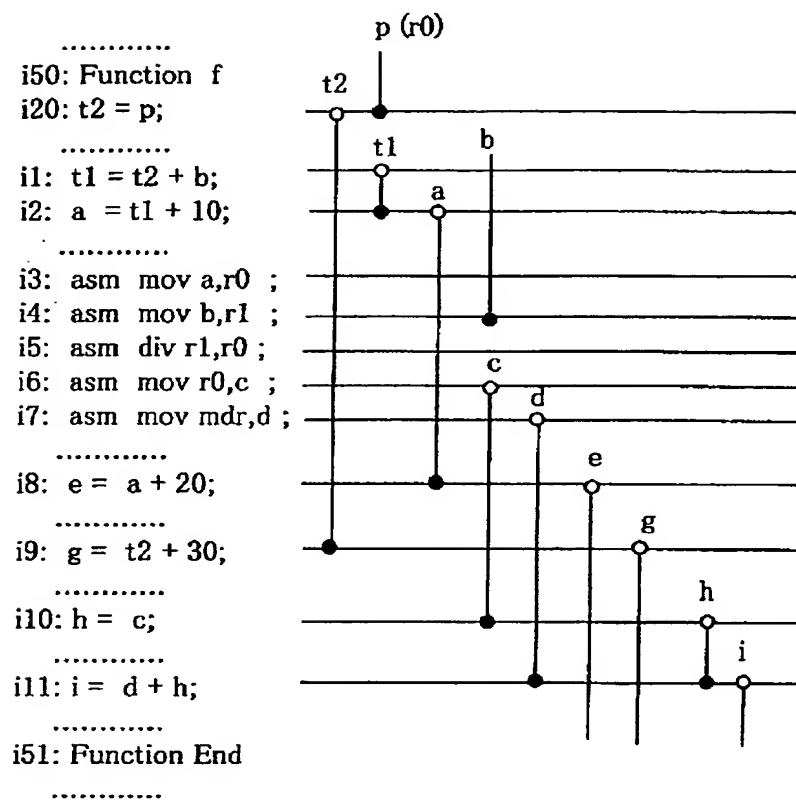 p (r0)
............
i50: Function f
t2
i20: t2 = p;
............
b
t1
i1: t1 = t2 + b;
a
i2: a = t1 + 10;
............
i3: asm mov a,r0 ;
i4: asm mov b,r1 ;
i5: asm div r1,r0 ;
c
i6: asm mov r0,c ;
d
i7: asm mov mdr,d ;
............
e
i8: e = a + 20;
............
g
i9: g = t2 + 30;
............
h
i10: h = c;
............
i
i11: i = d + h;
............
i51: Function End
............